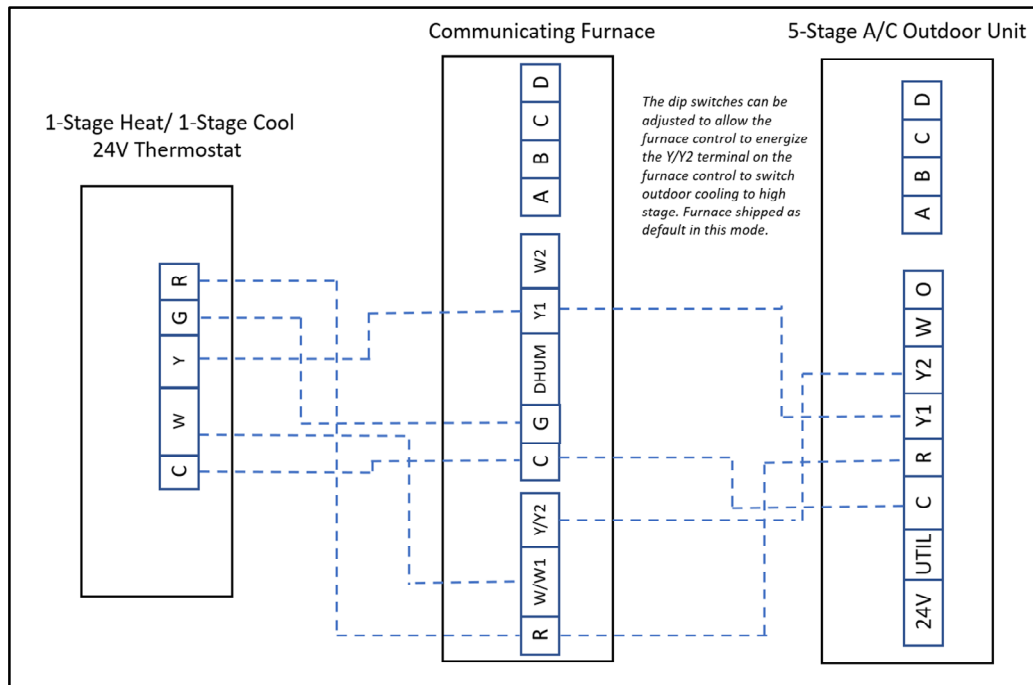 Communicating Furnace
5-Stage A/C Outdoor Unit
1-Stage Heat/ 1-Stage Cool
24V Thermostat
R
G
Y
W
C
D
C
B
A
W2
Y1
DHUM
G
C
Y/Y2
W/W1
R
The dip switches can be
adjusted to allow the
furnace control to energize
the Y/Y2 terminal on the
furnace control to switch
outdoor cooling to high
stage. Furnace shipped as
default in this mode.
D
C
B
A
O
W
Y2
Y1
R
C
UTIL
24V